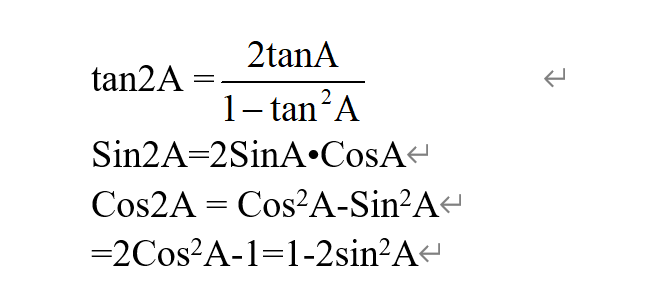 tan2A = 2tanA / 1 − tan²A ↵
Sin2A=2SinA•CosA↵
Cos2A = Cos²A-Sin²A↵
=2Cos²A-1=1-2sin²A↵